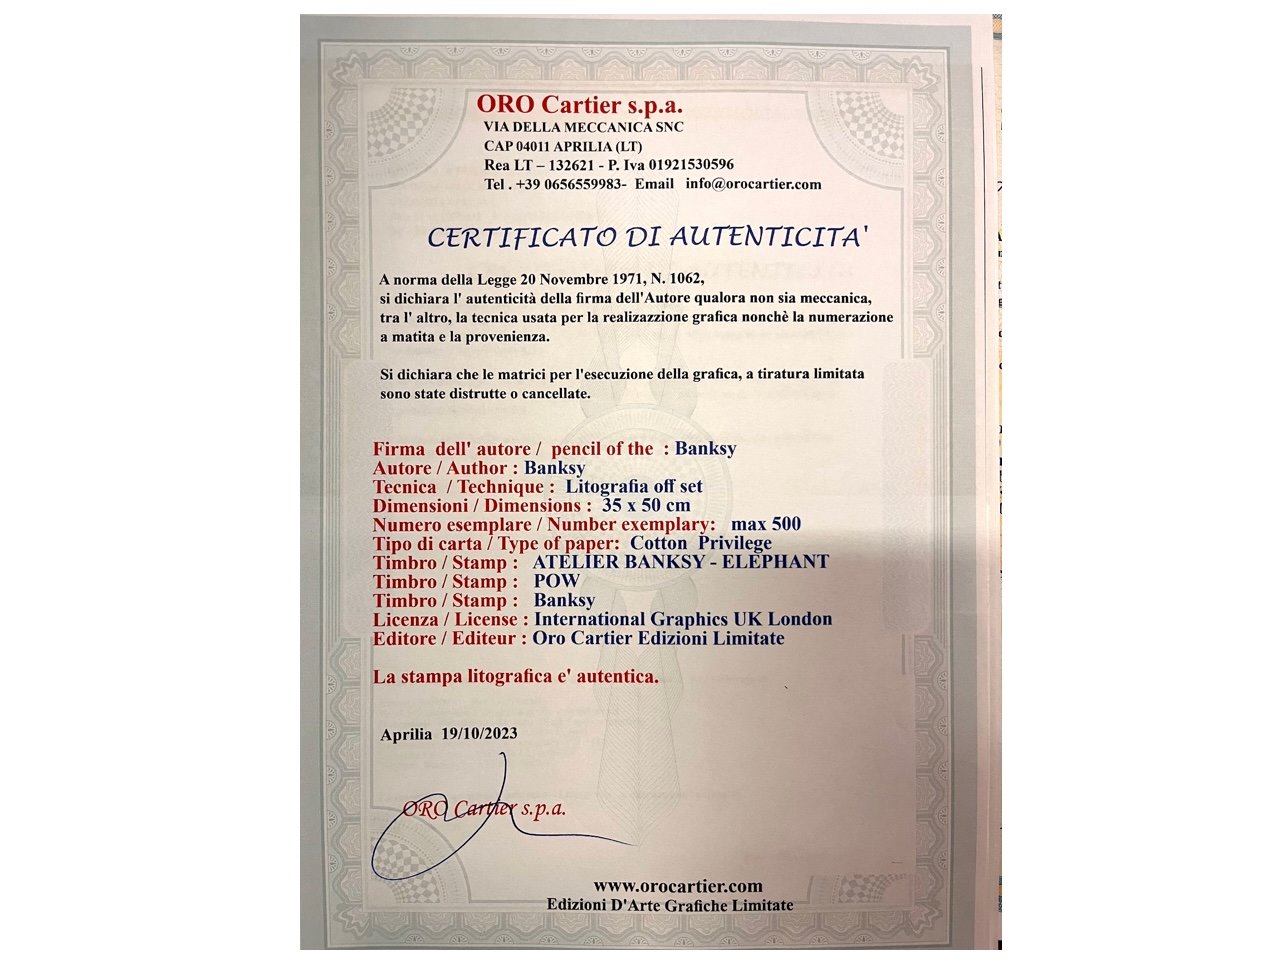 ORO Cartier s.p.a.
VIA DELLA MECCANICA SNC
CAP 04011 APRILIA (LT)
Rea LT – 132621 - P. Iva 01921530596
Tel . +39 0656559983- Email info@orocartier.com
CERTIFICATO DI AUTENTICITA'
A norma della Legge 20 Novembre 1971, N. 1062,
si dichiara l' autenticità della firma dell'Autore qualora non sia meccanica,
tra l' altro, la tecnica usata per la realizazzione grafica nonchè la numerazione
a matita e la provenienza.
Si dichiara che le matrici per l'esecuzione della grafica, a tiratura limitata
sono state distrutte o cancellate.
Firma dell' autore / pencil of the : Banksy
Autore / Author : Banksy
Tecnica / Technique : Litografia off set
Dimensioni / Dimensions : 35 x 50 cm
Numero esemplare / Number exemplary: max 500
Tipo di carta / Type of paper: Cotton Privilege
Timbro / Stamp : ATELIER BANKSY - ELEPHANT
Timbro / Stamp : POW
Timbro / Stamp : Banksy
Licenza / License : International Graphics UK London
Editore / Editeur : Oro Cartier Edizioni Limitate
La stampa litografica e' autentica.
Aprilia 19/10/2023
ORO Cartier s.p.a.
www.orocartier.com
Edizioni D'Arte Grafiche Limitate